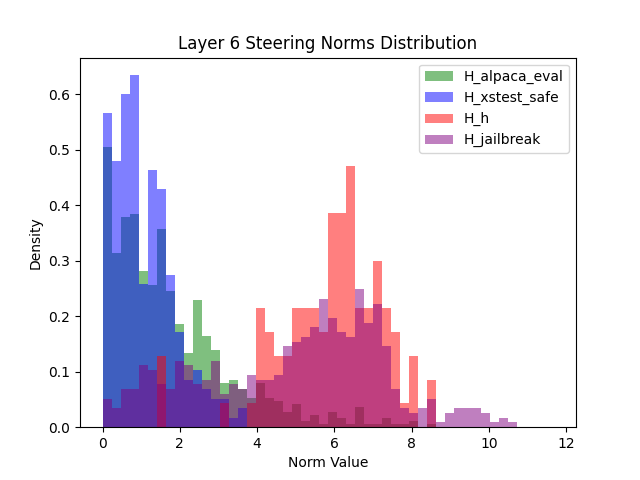 Layer 6 Steering Norms Distribution
H_alpaca_eval
H_xstest_safe
H_h
H_jailbreak
Density
0.6
0.5
0.4
0.3
0.2
0.1
0.0
0 2 4 6 8 10 12
Norm Value